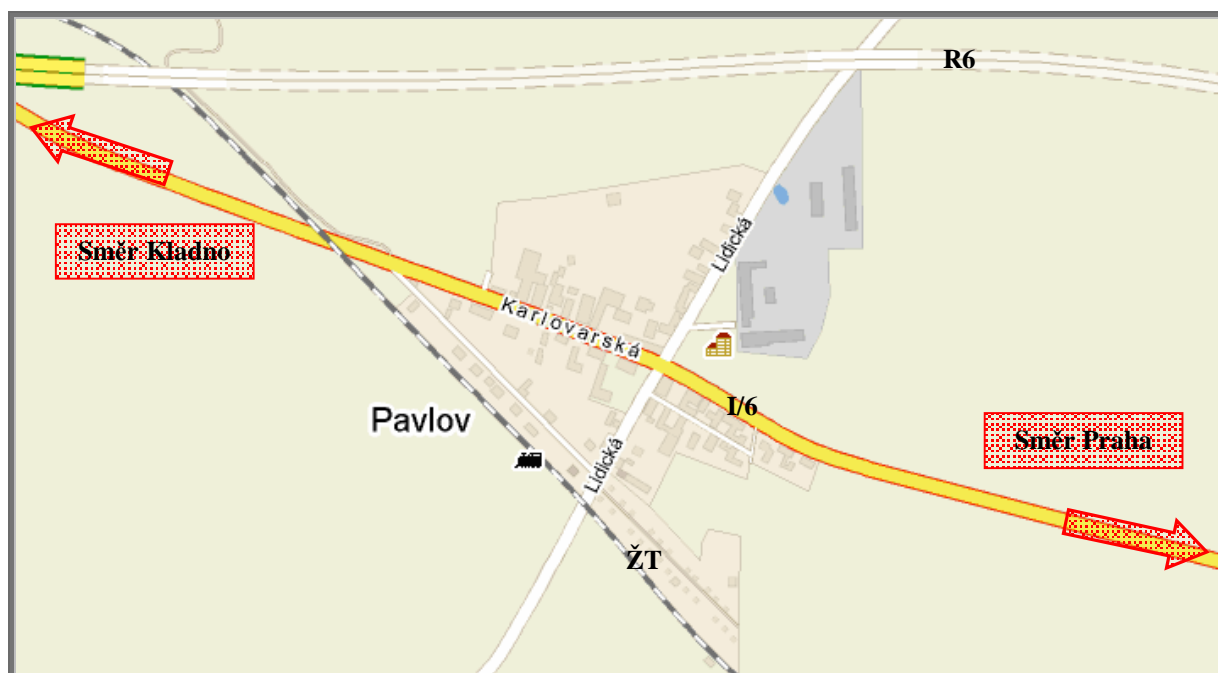 R6
Směr Kladno
Lidická
Karlovarská
I/6
Pavlov
Směr Praha
Lidická
ŽT